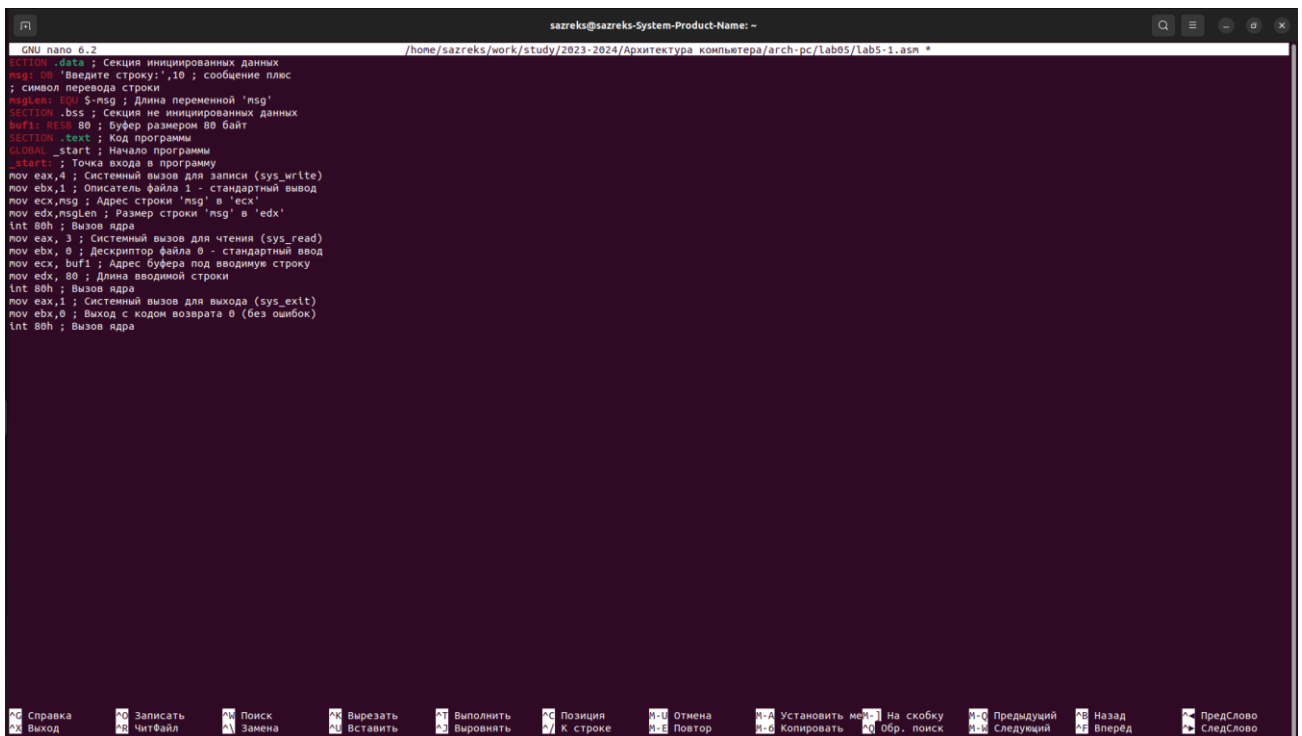 sazreks@sazreks-System-Product-Name: ~
GNU nano 6.2 /home/sazreks/work/study/2023-2024/Архитектура компьютера/arch-pc/lab05/lab5-1.asm *
ECTION .data ; Секция инициированных данных
msg: DB 'Введите строку:',10 ; сообщение плюс
; символ перевода строки
msgLen: EQU $-msg ; Длина переменной 'msg'
SECTION .bss ; Секция не инициированных данных
buf1: RESB 80 ; Буфер размером 80 байт
SECTION .text ; Код программы
GLOBAL _start ; Начало программы
_start: ; Точка входа в программу
mov eax,4 ; Системный вызов для записи (sys_write)
mov ebx,1 ; Описатель файла 1 - стандартный вывод
mov ecx,msg ; Адрес строки 'msg' в 'ecx'
mov edx,msgLen ; Размер строки 'msg' в 'edx'
int 80h ; Вызов ядра
mov eax, 3 ; Системный вызов для чтения (sys_read)
mov ebx, 0 ; Дескриптор файла 0 - стандартный ввод
mov ecx, buf1 ; Адрес буфера под вводимую строку
mov edx, 80 ; Длина вводимой строки
int 80h ; Вызов ядра
mov eax,1 ; Системный вызов для выхода (sys_exit)
mov ebx,0 ; Выход с кодом возврата 0 (без ошибок)
int 80h ; Вызов ядра
^G Справка ^O Записать ^W Поиск ^K Вырезать ^T Выполнить ^C Позиция M-U Отмена M-A Установить меM-] На скобку M-Q Предыдущий ^B Назад ^◄ ПредСлово
^X Выход ^R ЧитФайл ^\ Замена ^U Вставить ^J Выровнять ^/ К строке M-E Повтор M-6 Копировать ^Q Обр. поиск M-W Следующий ^F Вперёд ^► СледСлово